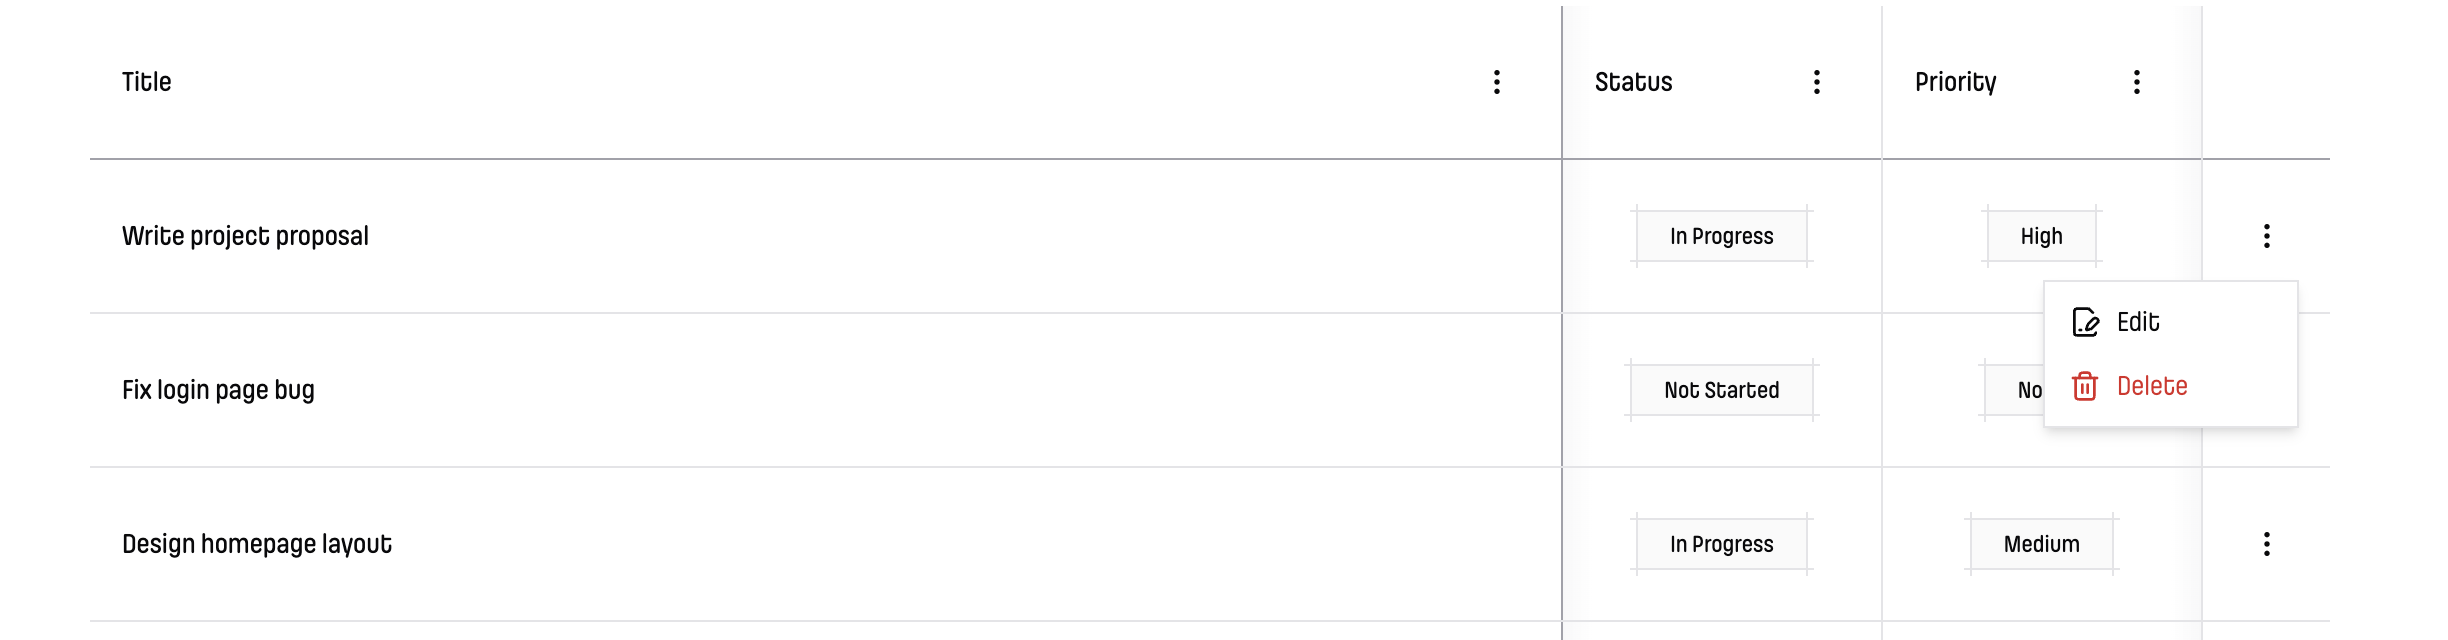 Title Status Priority
Write project proposal In Progress High
Edit
Fix login page bug Not Started No
Delete
Design homepage layout In Progress Medium